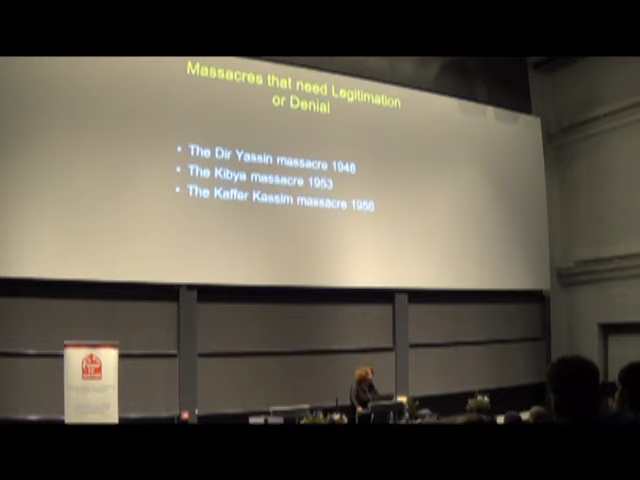 Massacres that need Legitimation
or Denial
• The Dir Yassin massacre 1948
• The Kibya massacre 1953
• The Kaffer Kassim massacre 1956